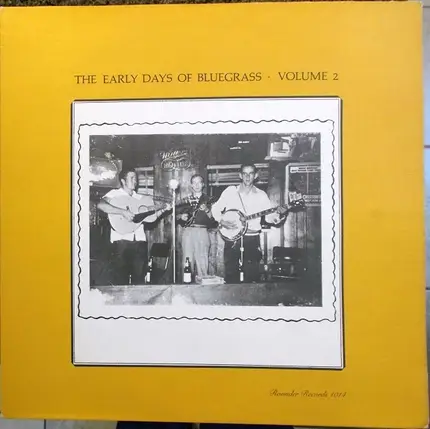 THE EARLY DAYS OF BLUEGRASS · VOLUME 2
Rounder Records 1014